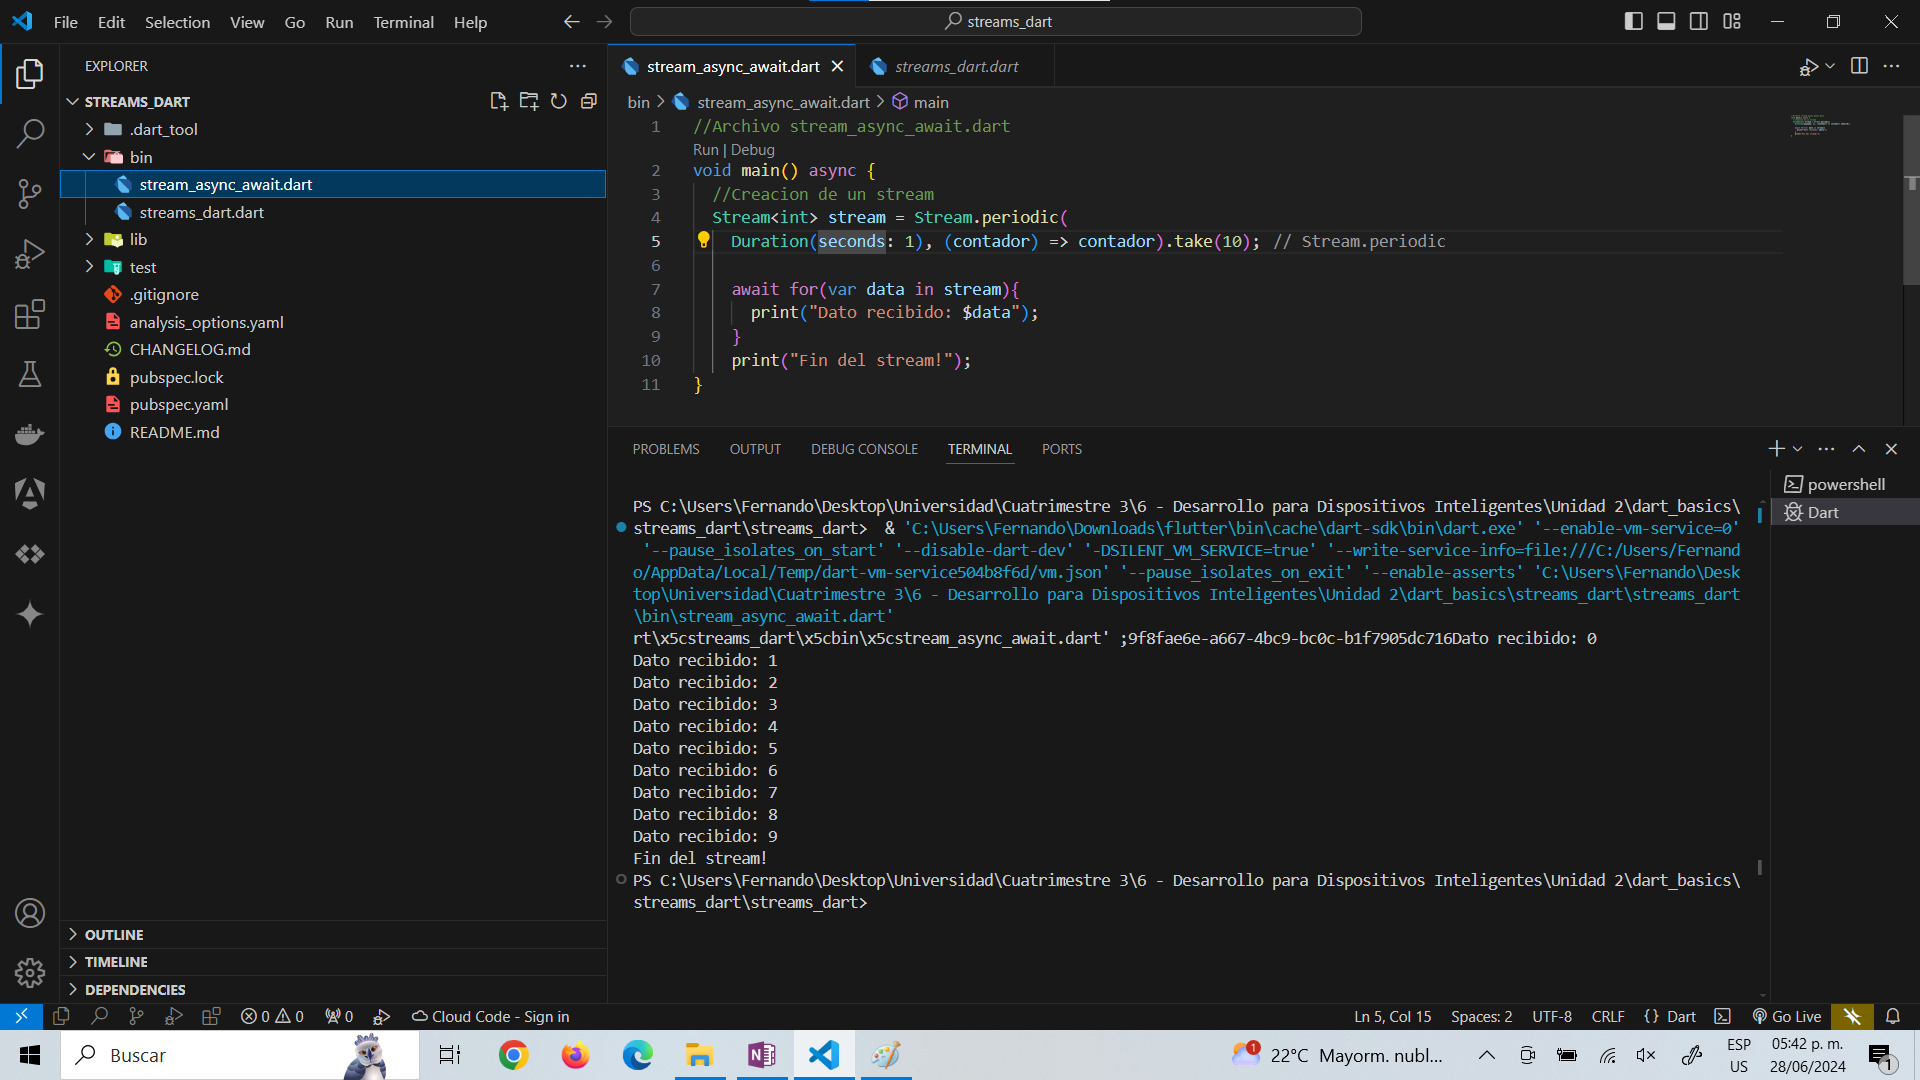 File Edit Selection View Go Run Terminal Help
streams_dart
EXPLORER
STREAMS_DART
.dart_tool
bin
stream_async_await.dart
streams_dart.dart
lib
test
.gitignore
analysis_options.yaml
CHANGELOG.md
pubspec.lock
pubspec.yaml
README.md
OUTLINE
TIMELINE
DEPENDENCIES
stream_async_await.dart streams_dart.dart
bin stream_async_await.dart main
1 //Archivo stream_async_await.dart
Run | Debug
2 void main() async {
3 //Creacion de un stream
4 Stream<int> stream = Stream.periodic(
5 Duration(seconds: 1), (contador) => contador).take(10); // Stream.periodic
6
7 await for(var data in stream){
8 print("Dato recibido: $data");
9 }
10 print("Fin del stream!");
11 }
PROBLEMS OUTPUT DEBUG CONSOLE TERMINAL PORTS
powershell
Dart
PS C:\Users\Fernando\Desktop\Universidad\Cuatrimestre 3\6 - Desarrollo para Dispositivos Inteligentes\Unidad 2\dart_basics\
streams_dart\streams_dart> & 'C:\Users\Fernando\Downloads\flutter\bin\cache\dart-sdk\bin\dart.exe' '--enable-vm-service=0'
'--pause_isolates_on_start' '--disable-dart-dev' '-DSILENT_VM_SERVICE=true' '--write-service-info=file:///C:/Users/Fernand
o/AppData/Local/Temp/dart-vm-service504b8f6d/vm.json' '--pause_isolates_on_exit' '--enable-asserts' 'C:\Users\Fernando\Desk
top\Universidad\Cuatrimestre 3\6 - Desarrollo para Dispositivos Inteligentes\Unidad 2\dart_basics\streams_dart\streams_dart
\bin\stream_async_await.dart'
rt\x5cstreams_dart\x5cbin\x5cstream_async_await.dart' ;9f8fae6e-a667-4bc9-bc0c-b1f7905dc716Dato recibido: 0
Dato recibido: 1
Dato recibido: 2
Dato recibido: 3
Dato recibido: 4
Dato recibido: 5
Dato recibido: 6
Dato recibido: 7
Dato recibido: 8
Dato recibido: 9
Fin del stream!
PS C:\Users\Fernando\Desktop\Universidad\Cuatrimestre 3\6 - Desarrollo para Dispositivos Inteligentes\Unidad 2\dart_basics\
streams_dart\streams_dart>
0 0 0 Cloud Code - Sign in Ln 5, Col 15 Spaces: 2 UTF-8 CRLF {} Dart Go Live
Buscar 1 22°C Mayorm. nubl... ESP 05:42 p. m.
US 28/06/2024 1